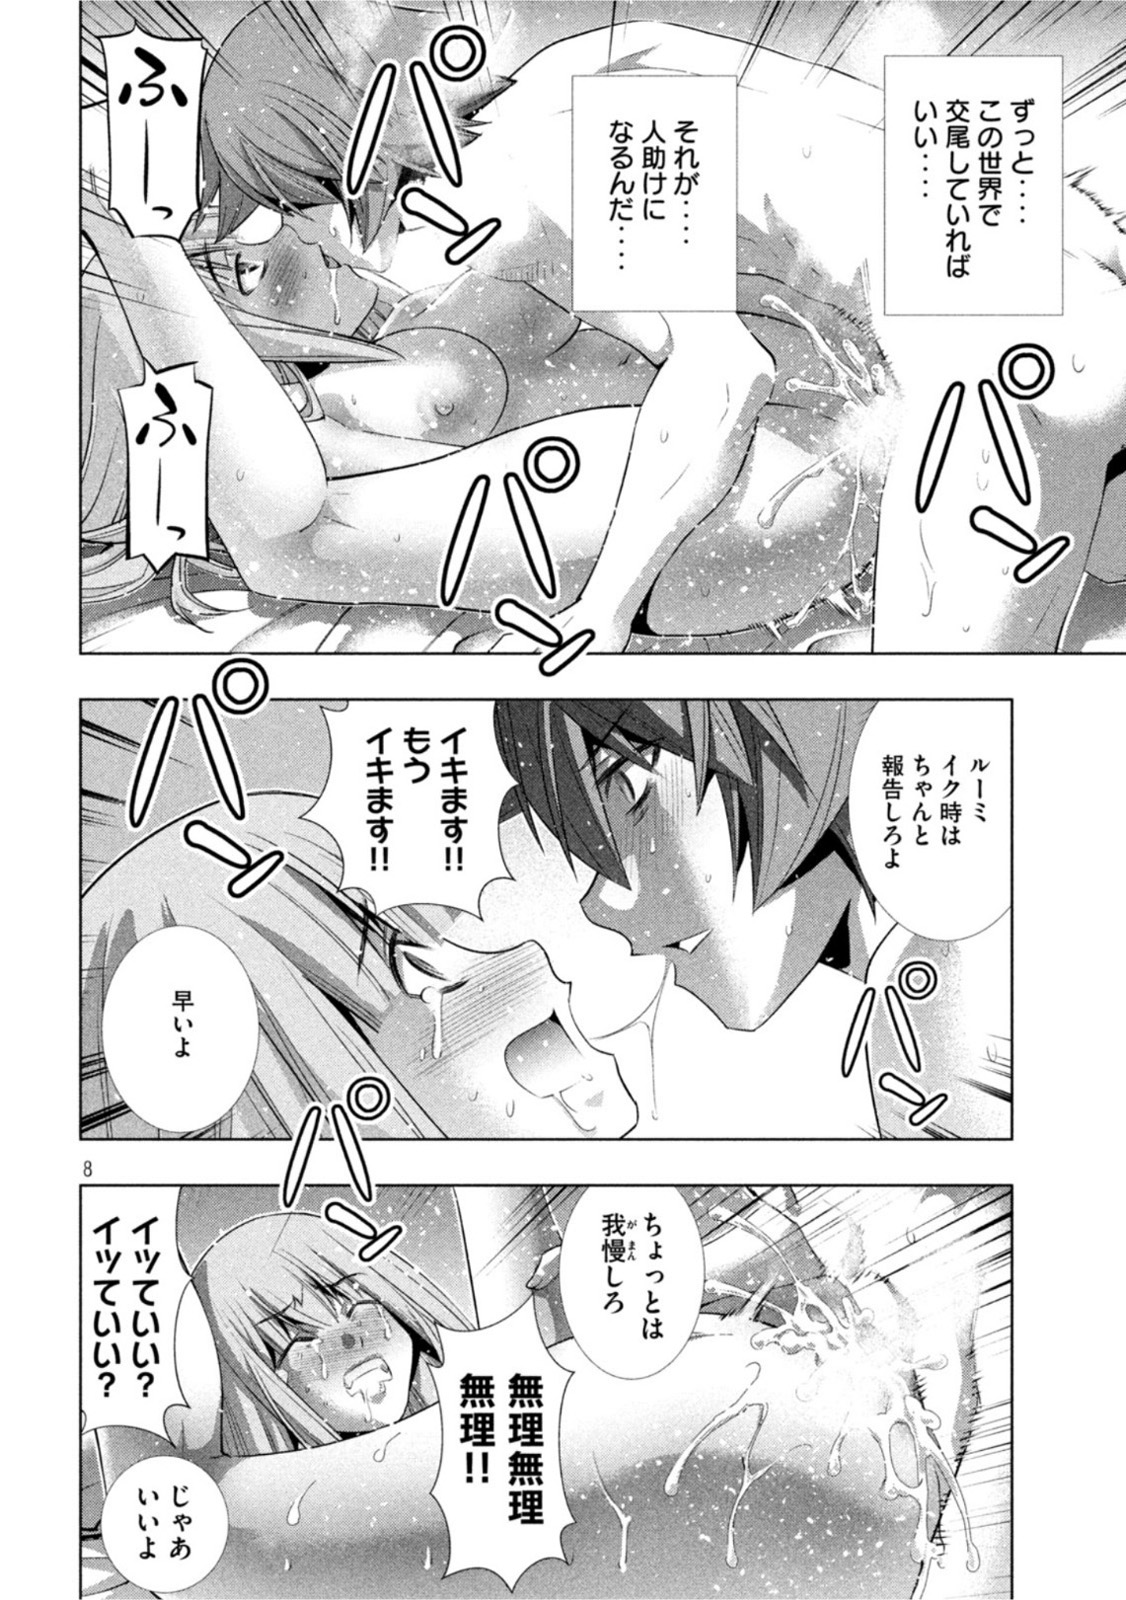 ずっと‥‥
この世界で
交尾していれば
いい‥‥
それが‥‥
人助けに
なるんだ‥‥
ふーっ
ふーっ
パン
パン
パン
ルーミ
イク時は
ちゃんと
報告しろよ
イキます!!
もう
イキます!!
パン
パン
早いよ
パン
ちょっとは
我慢しろ
がまん
無理無理
無理!!
イッていい?
イッていい?
じゃあ
いいよ
8